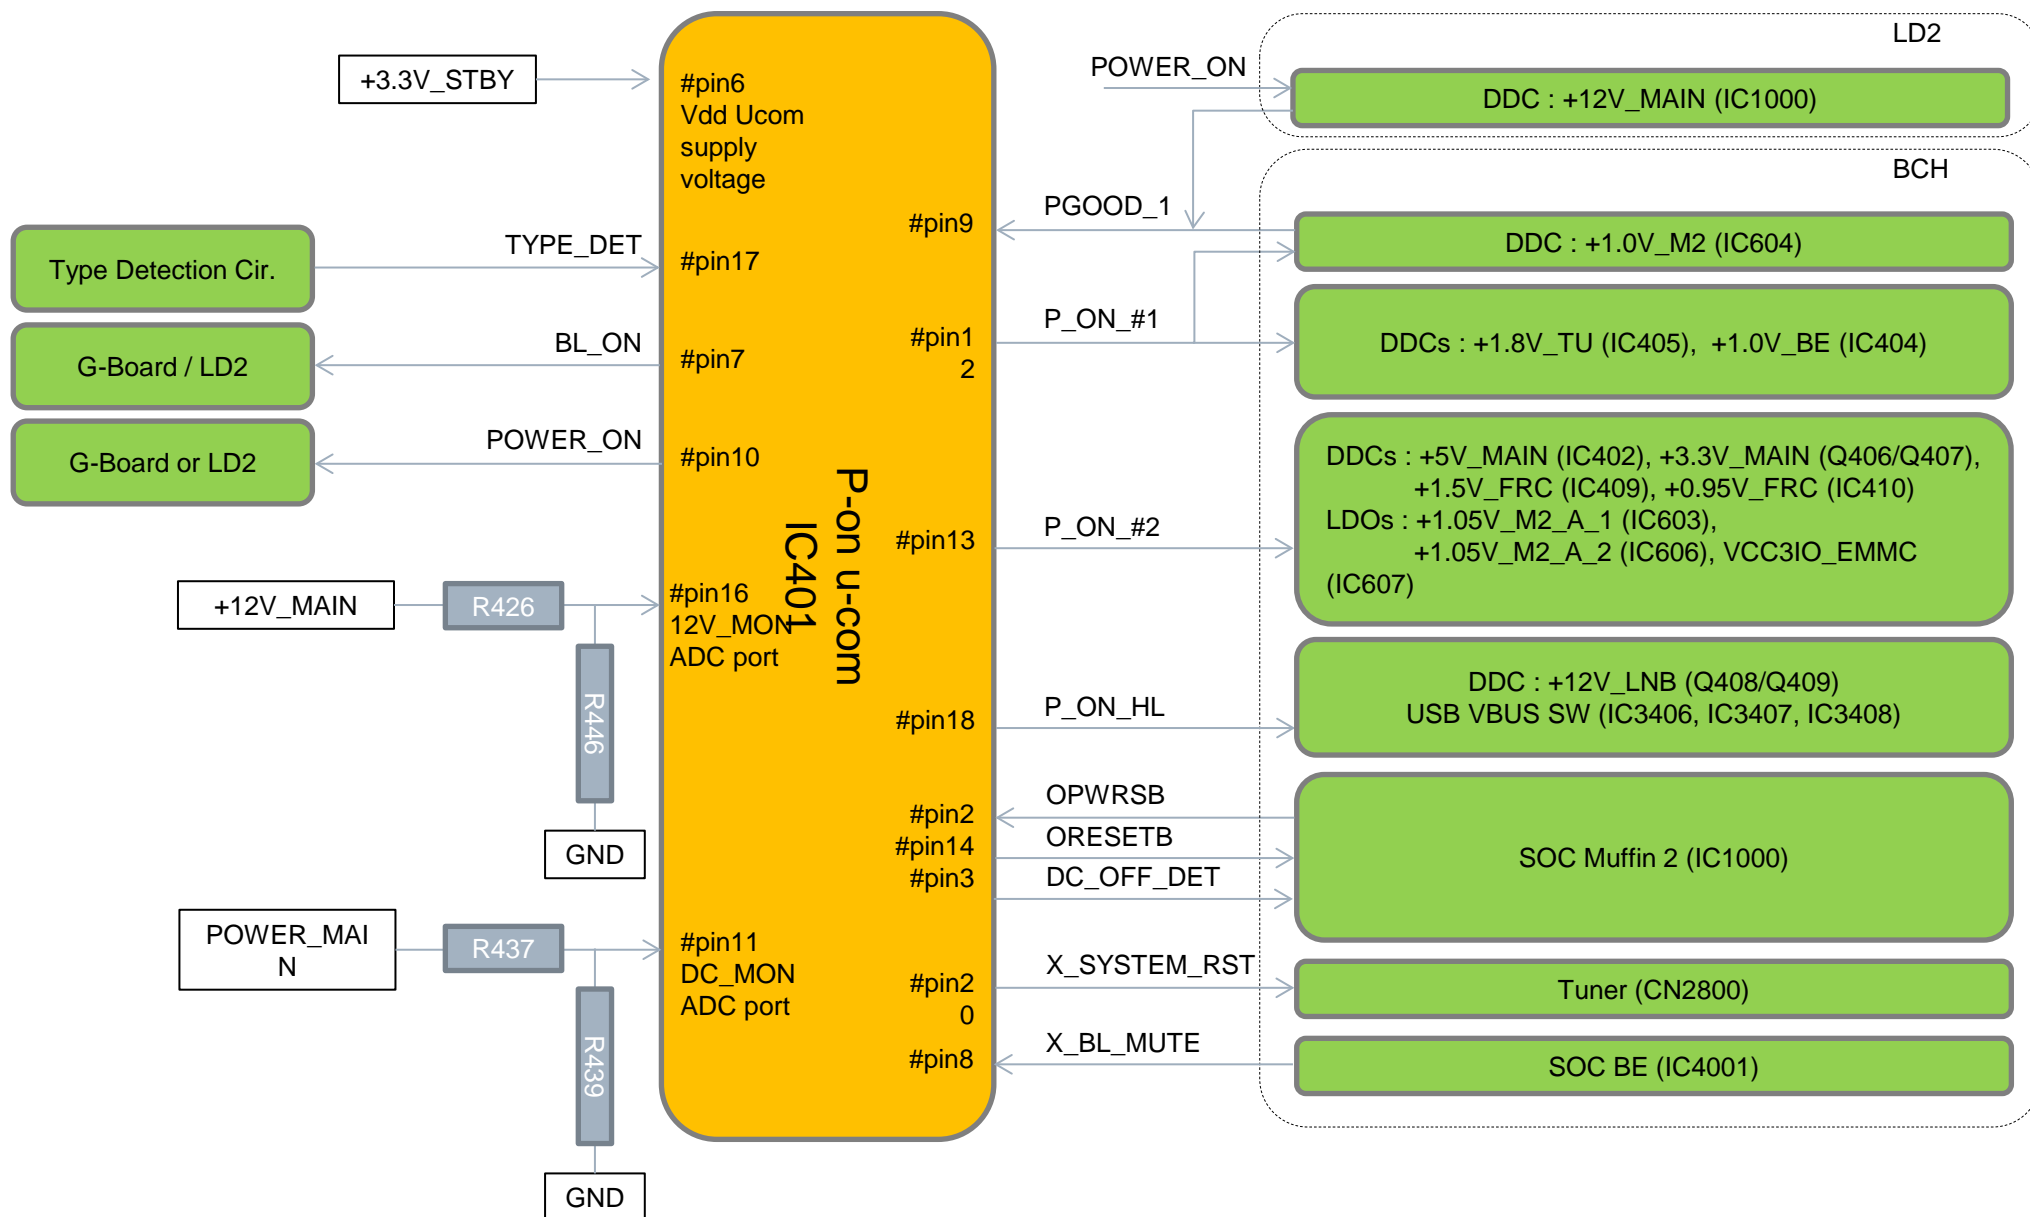 LD2
+3.3V_STBY
POWER_ON
DDC : +12V_MAIN (IC1000)
#pin6
Vdd Ucom
supply
voltage
BCH
PGOOD_1
#pin9
DDC : +1.0V_M2 (IC604)
Type Detection Cir.
TYPE_DET
#pin17
P_ON_#1
#pin1
2
DDCs : +1.8V_TU (IC405), +1.0V_BE (IC404)
G-Board / LD2
BL_ON
#pin7
G-Board or LD2
POWER_ON
#pin10
P-on u-com
IC401
#pin13
P_ON_#2
DDCs : +5V_MAIN (IC402), +3.3V_MAIN (Q406/Q407),
+1.5V_FRC (IC409), +0.95V_FRC (IC410)
LDOs : +1.05V_M2_A_1 (IC603),
+1.05V_M2_A_2 (IC606), VCC3IO_EMMC
(IC607)
+12V_MAIN
R426
#pin16
12V_MON
ADC port
R446
GND
#pin18
P_ON_HL
DDC : +12V_LNB (Q408/Q409)
USB VBUS SW (IC3406, IC3407, IC3408)
#pin2
OPWRSB
#pin14
ORESETB
#pin3
DC_OFF_DET
SOC Muffin 2 (IC1000)
POWER_MAI
N
R437
#pin11
DC_MON
ADC port
R439
GND
#pin2
0
X_SYSTEM_RST
Tuner (CN2800)
#pin8
X_BL_MUTE
SOC BE (IC4001)